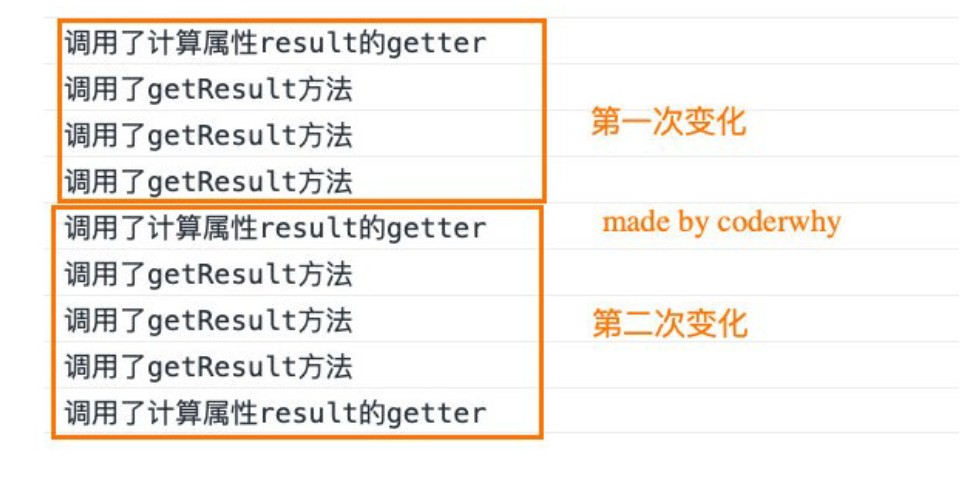 调用了计算属性result的getter
调用了getResult方法
调用了getResult方法
调用了getResult方法
第一次变化
调用了计算属性result的getter
made by coderwhy
调用了getResult方法
调用了getResult方法
调用了getResult方法
调用了计算属性result的getter
第二次变化